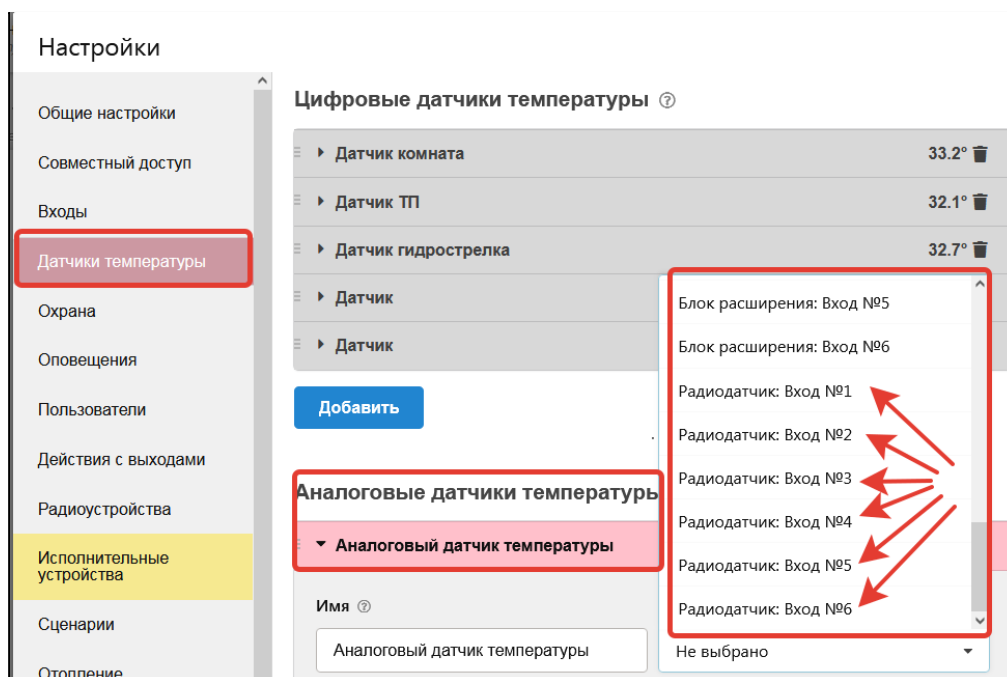 Настройки
Общие настройки
Совместный доступ
Входы
Датчики температуры
Охрана
Оповещения
Пользователи
Действия с выходами
Радиоустройства
Исполнительные
устройства
Сценарии
Отопление
Цифровые датчики температуры
Датчик комната 33.2°
Датчик ТП 32.1°
Датчик гидрострелка 32.7°
Датчик
Датчик
Добавить
Аналоговые датчики температуры
Аналоговый датчик температуры
Имя
Аналоговый датчик температуры
Блок расширения: Вход №5
Блок расширения: Вход №6
Радиодатчик: Вход №1
Радиодатчик: Вход №2
Радиодатчик: Вход №3
Радиодатчик: Вход №4
Радиодатчик: Вход №5
Радиодатчик: Вход №6
Не выбрано